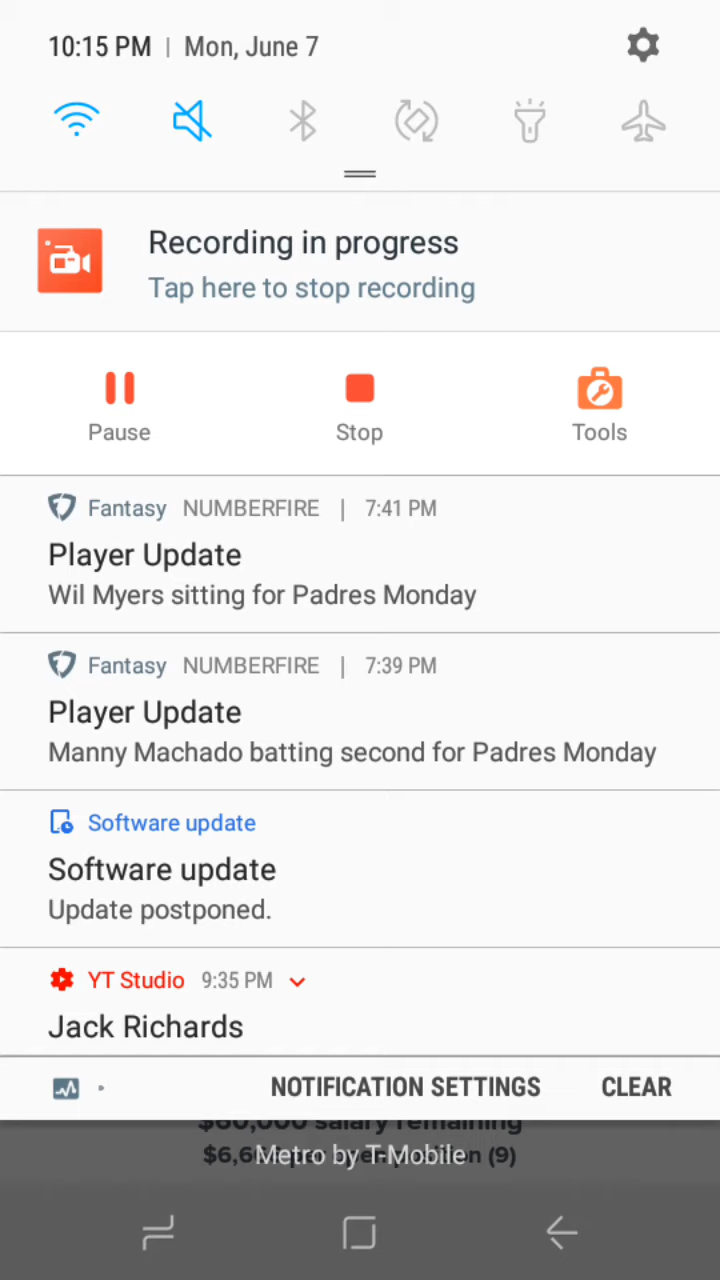 10:15 PM | Mon, June 7
Recording in progress
Tap here to stop recording
Pause
Stop
Tools
Fantasy NUMBERFIRE | 7:41 PM
Player Update
Wil Myers sitting for Padres Monday
Fantasy NUMBERFIRE | 7:39 PM
Player Update
Manny Machado batting second for Padres Monday
Software update
Software update
Update postponed.
YT Studio 9:35 PM
Jack Richards
NOTIFICATION SETTINGS CLEAR
$60,000 salary remaining
Metro by T-Mobile
(9)